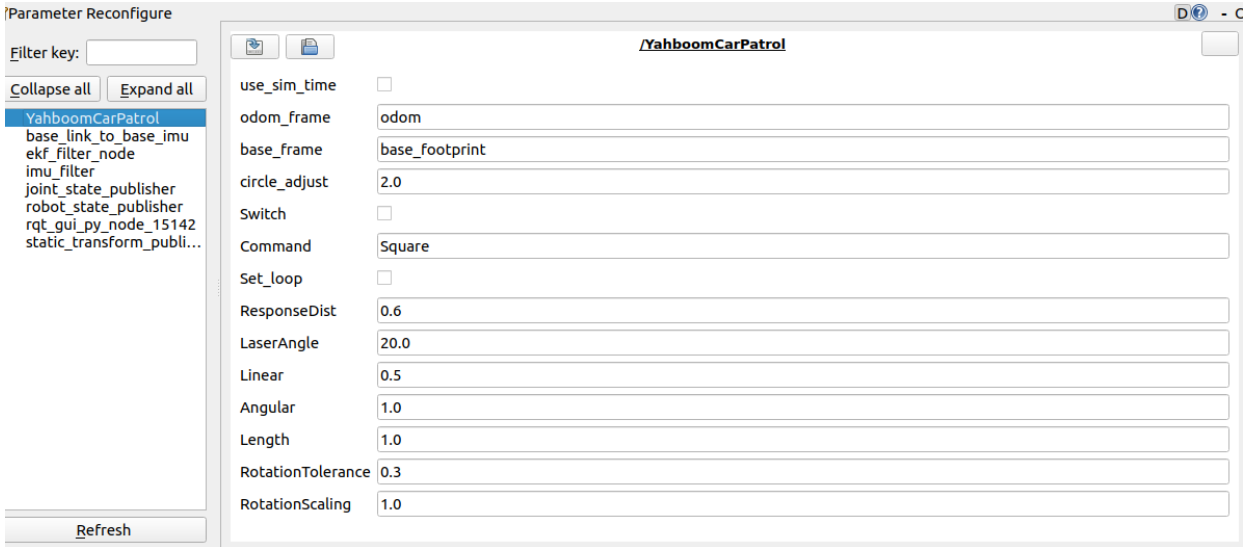 Parameter Reconfigure
D - C
Filter key:
Collapse all Expand all
YahboomCarPatrol
base_link_to_base_imu
ekf_filter_node
imu_filter
joint_state_publisher
robot_state_publisher
rqt_gui_py_node_15142
static_transform_publi...
Refresh
/YahboomCarPatrol
use_sim_time
odom_frame odom
base_frame base_footprint
circle_adjust 2.0
Switch
Command Square
Set_loop
ResponseDist 0.6
LaserAngle 20.0
Linear 0.5
Angular 1.0
Length 1.0
RotationTolerance 0.3
RotationScaling 1.0